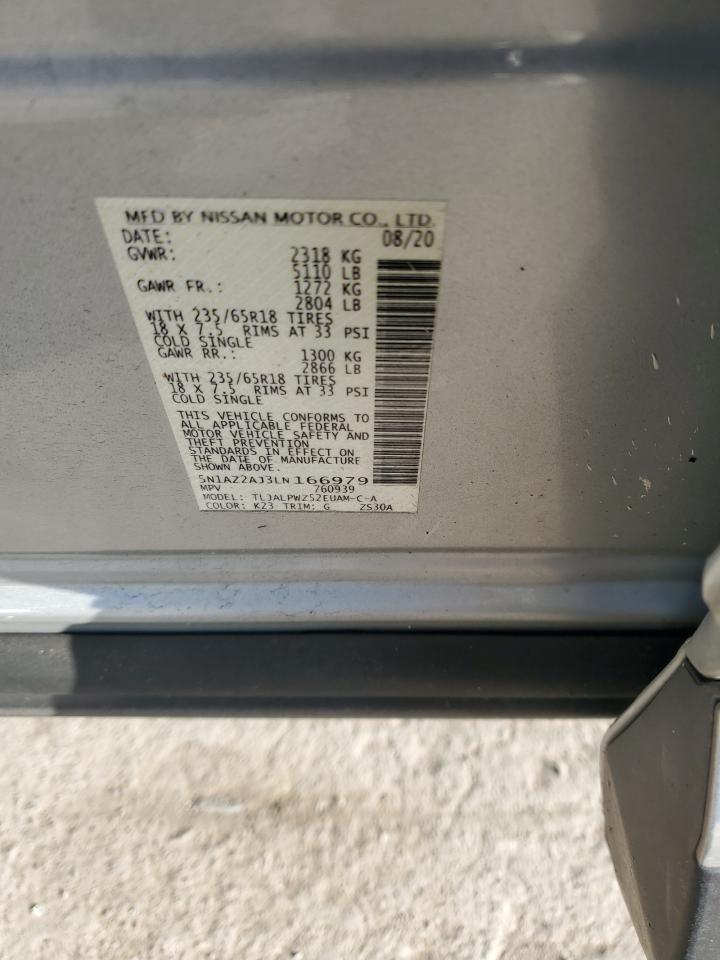 MFD BY NISSAN MOTOR CO., LTD.
DATE: 08/20
GVWR: 2318 KG
5110 LB
GAWR FR.: 1272 KG
2804 LB
WITH 235/65R18 TIRES
18 X 7.5 RIMS AT 33 PSI
COLD SINGLE
GAWR RR.: 1300 KG
2866 LB
WITH 235/65R18 TIRES
18 X 7.5 RIMS AT 33 PSI
COLD SINGLE
THIS VEHICLE CONFORMS TO
ALL APPLICABLE FEDERAL
MOTOR VEHICLE SAFETY AND
THEFT PREVENTION
STANDARDS IN EFFECT ON
THE DATE OF MANUFACTURE
SHOWN ABOVE.
5N1AZ2AJ3LN166979
MPV 760939
MODEL: TLJALPWZ52EUAM-C-A
COLOR: K23 TRIM: G ZS30A